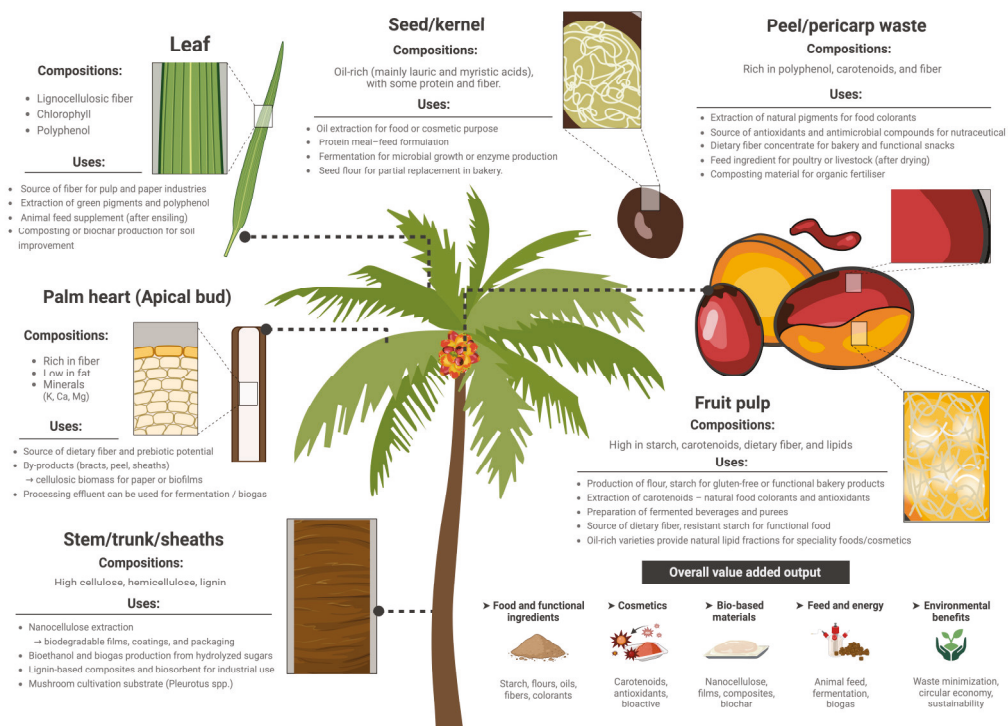 Leaf
Compositions:
Lignocellulosic fiber
Chlorophyll
Polyphenol
Uses:
Source of fiber for pulp and paper industries
Extraction of green pigments and polyphenol
Animal feed supplement (after ensiling)
Composting or biochar production for soil
improvement
Seed/kernel
Compositions:
Oil-rich (mainly lauric and myristic acids),
with some protein and fiber.
Uses:
Oil extraction for food or cosmetic purpose
Protein meal–feed formulation
Fermentation for microbial growth or enzyme production
Seed flour for partial replacement in bakery.
Peel/pericarp waste
Compositions:
Rich in polyphenol, carotenoids, and fiber
Uses:
Extraction of natural pigments for food colorants
Source of antioxidants and antimicrobial compounds for nutraceutical
Dietary fiber concentrate for bakery and functional snacks
Feed ingredient for poultry or livestock (after drying)
Composting material for organic fertiliser
Palm heart (Apical bud)
Compositions:
Rich in fiber
Low in fat
Minerals
(K, Ca, Mg)
Uses:
Source of dietary fiber and prebiotic potential
By-products (bracts, peel, sheaths)
→ cellulosic biomass for paper or biofilms
Processing effluent can be used for fermentation / biogas
Fruit pulp
Compositions:
High in starch, carotenoids, dietary fiber, and lipids
Uses:
Production of flour, starch for gluten-free or functional bakery products
Extraction of carotenoids – natural food colorants and antioxidants
Preparation of fermented beverages and purees
Source of dietary fiber, resistant starch for functional food
Oil-rich varieties provide natural lipid fractions for speciality foods/cosmetics
Stem/trunk/sheaths
Compositions:
High cellulose, hemicellulose, lignin
Uses:
Nanocellulose extraction
→ biodegradable films, coatings, and packaging
Bioethanol and biogas production from hydrolyzed sugars
Lignin-based composites and biosorbent for industrial use
Mushroom cultivation substrate (Pleurotus spp.)
Overall value added output
➤ Food and functional
ingredients
Starch, flours, oils,
fibers, colorants
➤ Cosmetics
Carotenoids,
antioxidants,
bioactive
➤ Bio-based
materials
Nanocellulose,
films, composites,
biochar
➤ Feed and energy
Animal feed,
fermentation,
biogas
➤ Environmental
benefits
Waste minimization,
circular economy,
sustainability